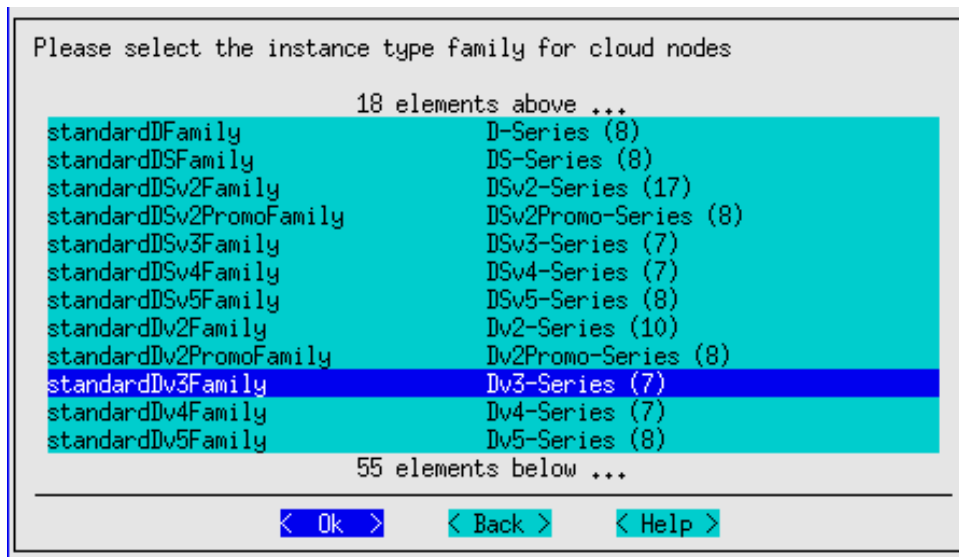 Please select the instance type family for cloud nodes
18 elements above ...
standardDFamily D-Series (8)
standardDSFamily DS-Series (8)
standardDSv2Family DSv2-Series (17)
standardDSv2PromoFamily DSv2Promo-Series (8)
standardDSv3Family DSv3-Series (7)
standardDSv4Family DSv4-Series (7)
standardDSv5Family DSv5-Series (8)
standardDv2Family Dv2-Series (10)
standardDv2PromoFamily Dv2Promo-Series (8)
standardDv3Family Dv3-Series (7)
standardDv4Family Dv4-Series (7)
standardDv5Family Dv5-Series (8)
55 elements below ...
< Ok > < Back > < Help >